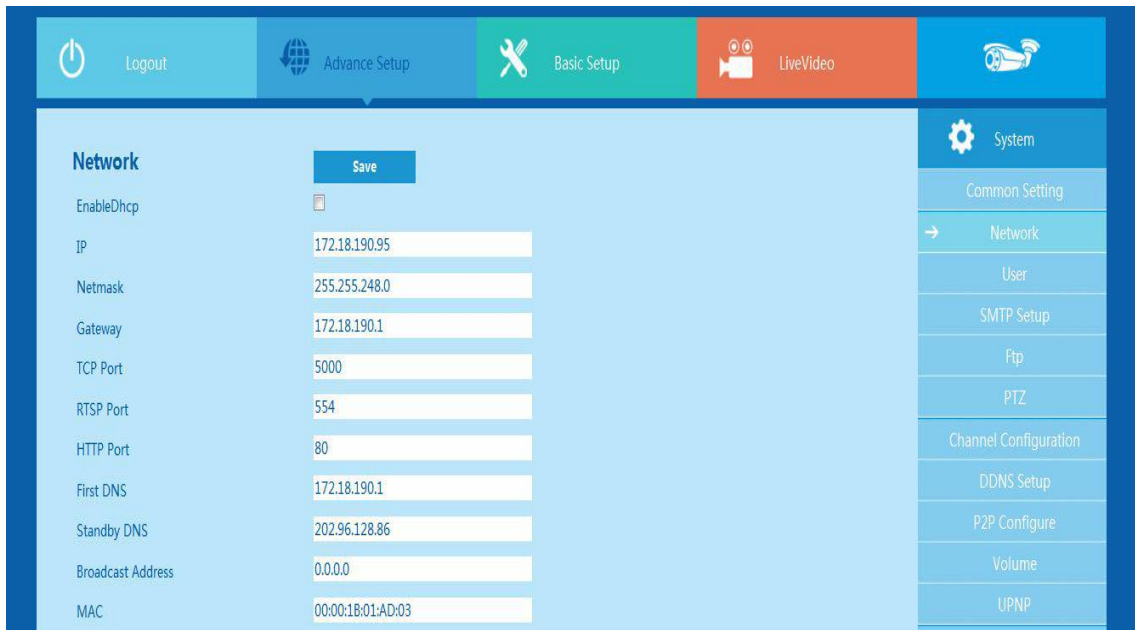 Logout
Advance Setup
Basic Setup
LiveVideo
Network
Save
EnableDhcp
IP
172.18.190.95
Netmask
255.255.248.0
Gateway
172.18.190.1
TCP Port
5000
RTSP Port
554
HTTP Port
80
First DNS
172.18.190.1
Standby DNS
202.96.128.86
Broadcast Address
0.0.0.0
MAC
00:00:1B:01:AD:03
System
Common Setting
Network
User
SMTP Setup
Ftp
PTZ
Channel Configuration
DDNS Setup
P2P Configure
Volume
UPNP